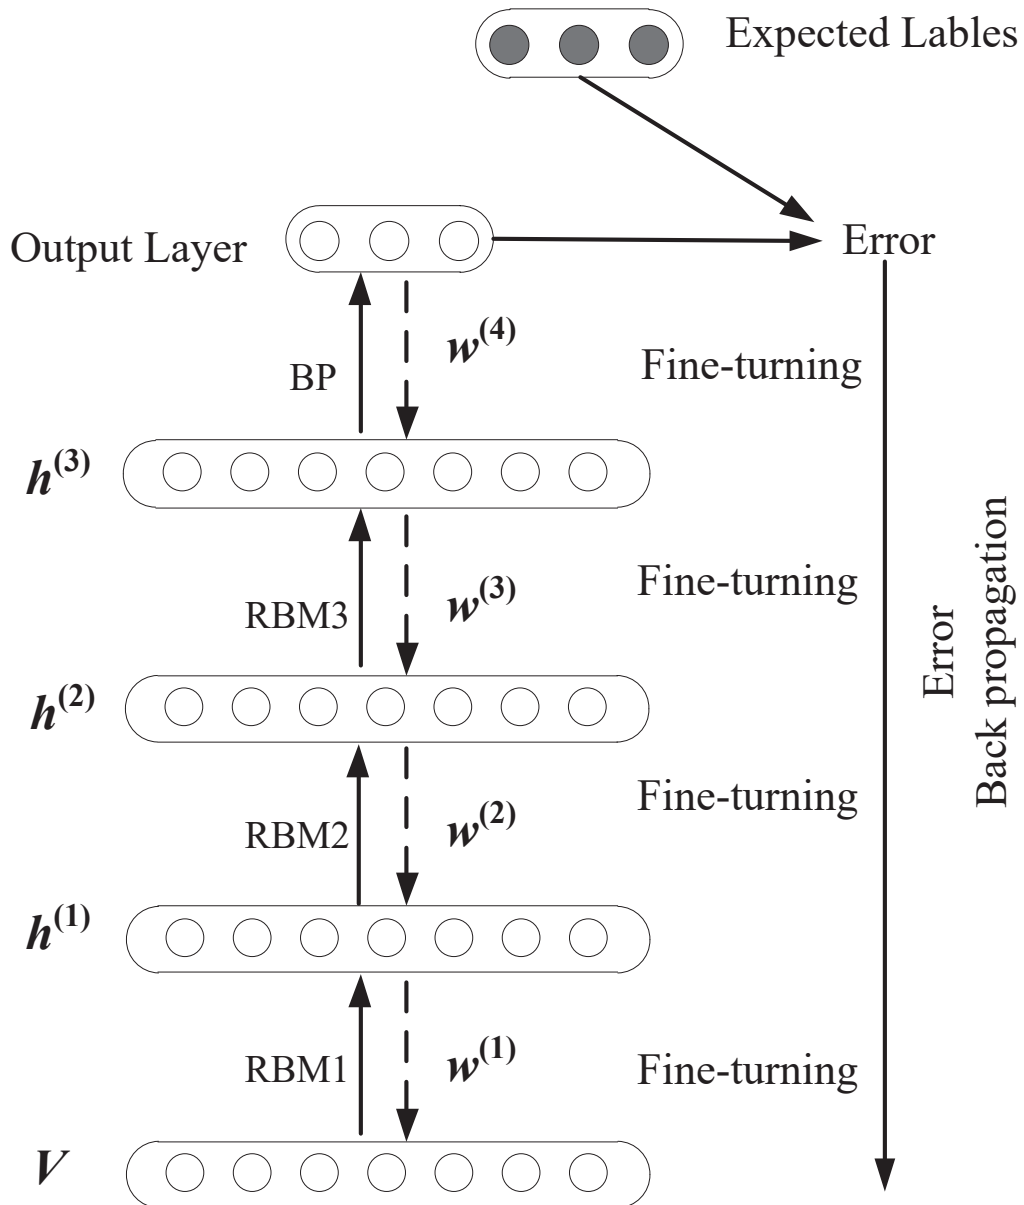 Expected Lables
Output Layer
Error
w(4)
BP
Fine-turning
h(3)
RBM3
w(3)
Fine-turning
Error
Back propagation
h(2)
RBM2
w(2)
Fine-turning
h(1)
RBM1
w(1)
Fine-turning
V